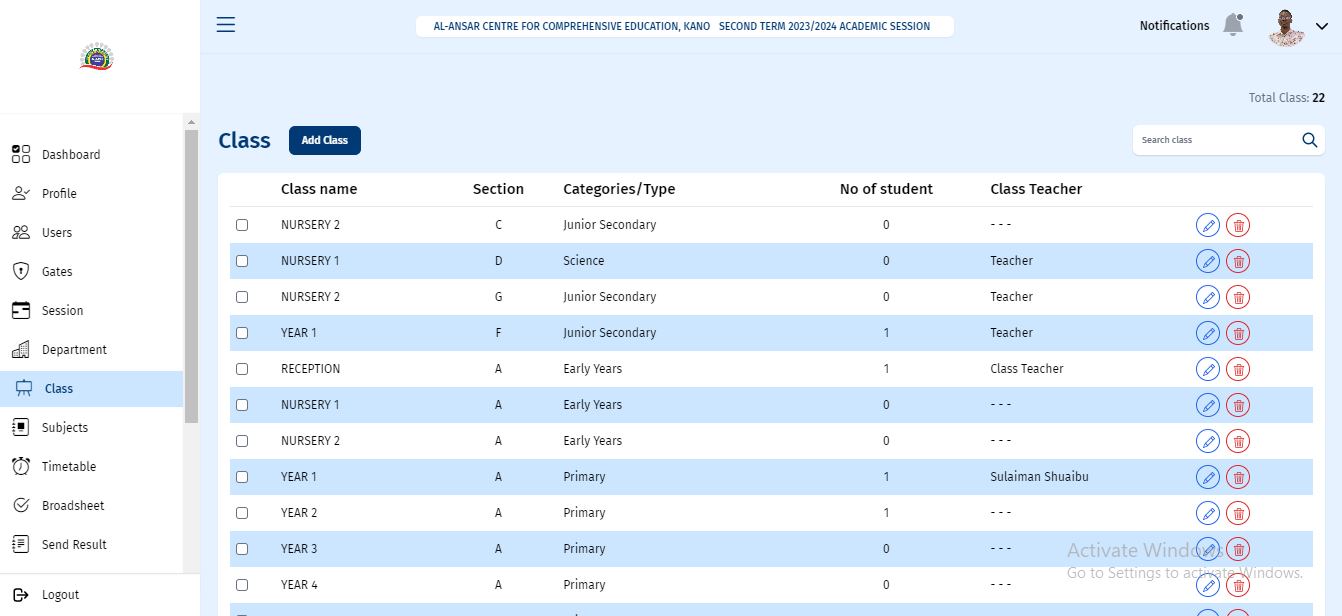 AL-ANSAR CENTRE FOR COMPREHENSIVE EDUCATION, KANO SECOND TERM 2023/2024 ACADEMIC SESSION
Notifications
Total Class: 22
Class
Add Class
Search class
Dashboard
Profile
Users
Gates
Session
Department
Class
Subjects
Timetable
Broadsheet
Send Result
Logout
Class name Section Categories/Type No of student Class Teacher
NURSERY 2 C Junior Secondary 0 - - -
NURSERY 1 D Science 0 Teacher
NURSERY 2 G Junior Secondary 0 Teacher
YEAR 1 F Junior Secondary 1 Teacher
RECEPTION A Early Years 1 Class Teacher
NURSERY 1 A Early Years 0 - - -
NURSERY 2 A Early Years 0 - - -
YEAR 1 A Primary 1 Sulaiman Shuaibu
YEAR 2 A Primary 1 - - -
YEAR 3 A Primary 0 - - -
YEAR 4 A Primary 0 - - -
Activate Windows
Go to Settings to activate Windows.